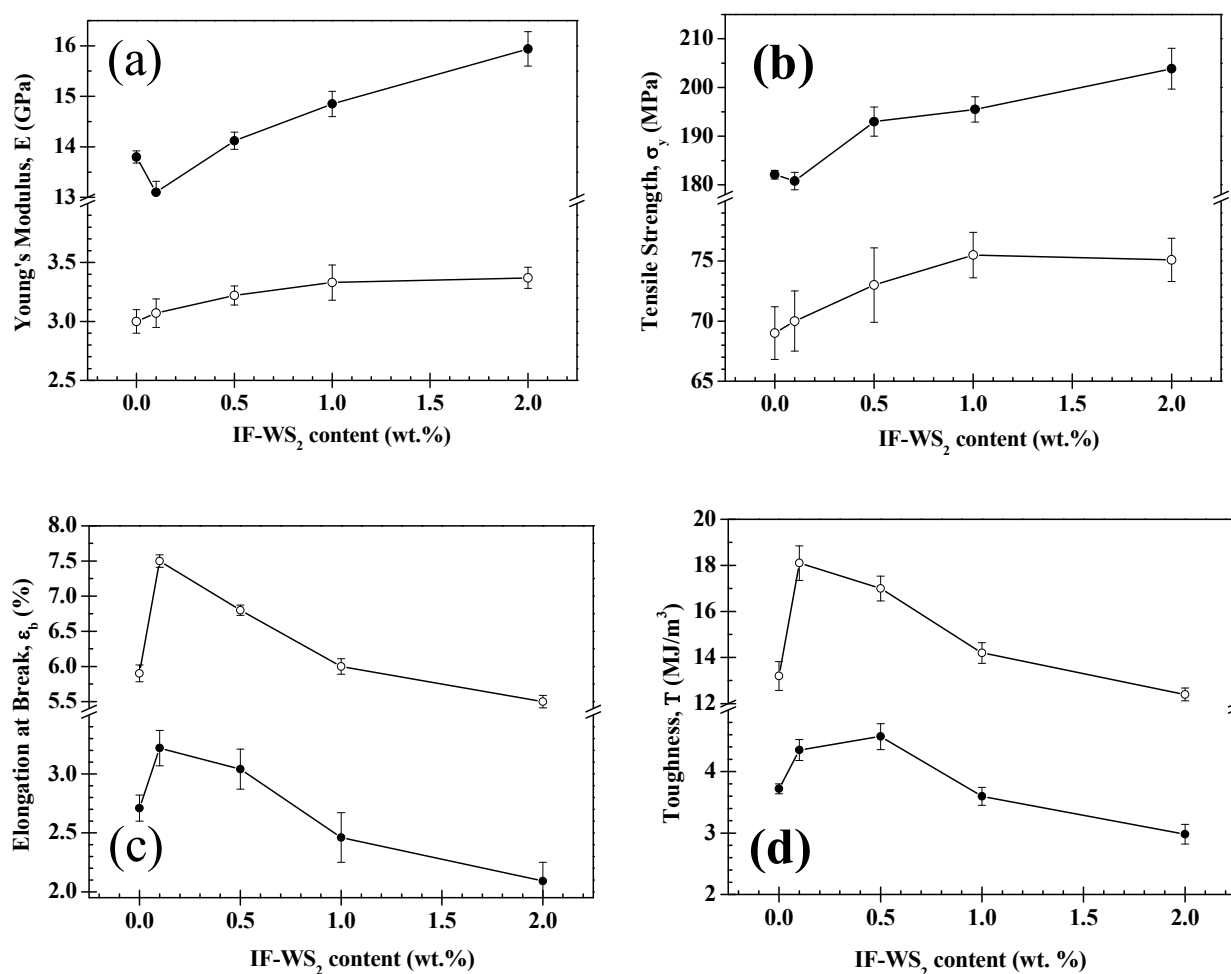 (a)
Young's Modulus, E (GPa)
16
15
14
13
3.5
3.0
2.5
0.0 0.5 1.0 1.5 2.0
IF-WS₂ content (wt.%)
(b)
Tensile Strength, σy (MPa)
210
200
190
180
75
70
65
0.0 0.5 1.0 1.5 2.0
IF-WS₂ content (wt.%)
(c)
Elongation at Break, εb (%)
8.0
7.5
7.0
6.5
6.0
5.5
3.0
2.5
2.0
0.0 0.5 1.0 1.5 2.0
IF-WS₂ content (wt.%)
(d)
Toughness, T (MJ/m³)
20
18
16
14
12
4
3
2
0.0 0.5 1.0 1.5 2.0
IF-WS₂ content (wt. %)